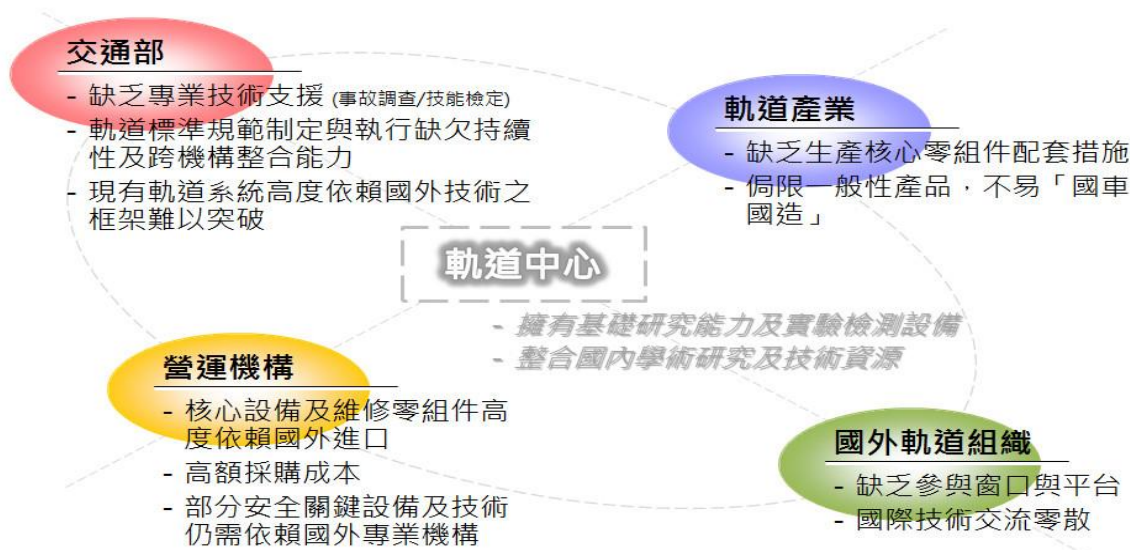 交通部
- 缺乏專業技術支援 (事故調查/技能檢定)
- 軌道標準規範制定與執行缺欠持續
性及跨機構整合能力
- 現有軌道系統高度依賴國外技術之
框架難以突破
軌道產業
- 缺乏生產核心零組件配套措施
- 侷限一般性產品，不易「國車
國造」
軌道中心
- 擁有基礎研究能力及實驗檢測設備
- 整合國內學術研究及技術資源
營運機構
- 核心設備及維修零組件高
度依賴國外進口
- 高額採購成本
- 部分安全關鍵設備及技術
仍需依賴國外專業機構
國外軌道組織
- 缺乏參與窗口與平台
- 國際技術交流零散